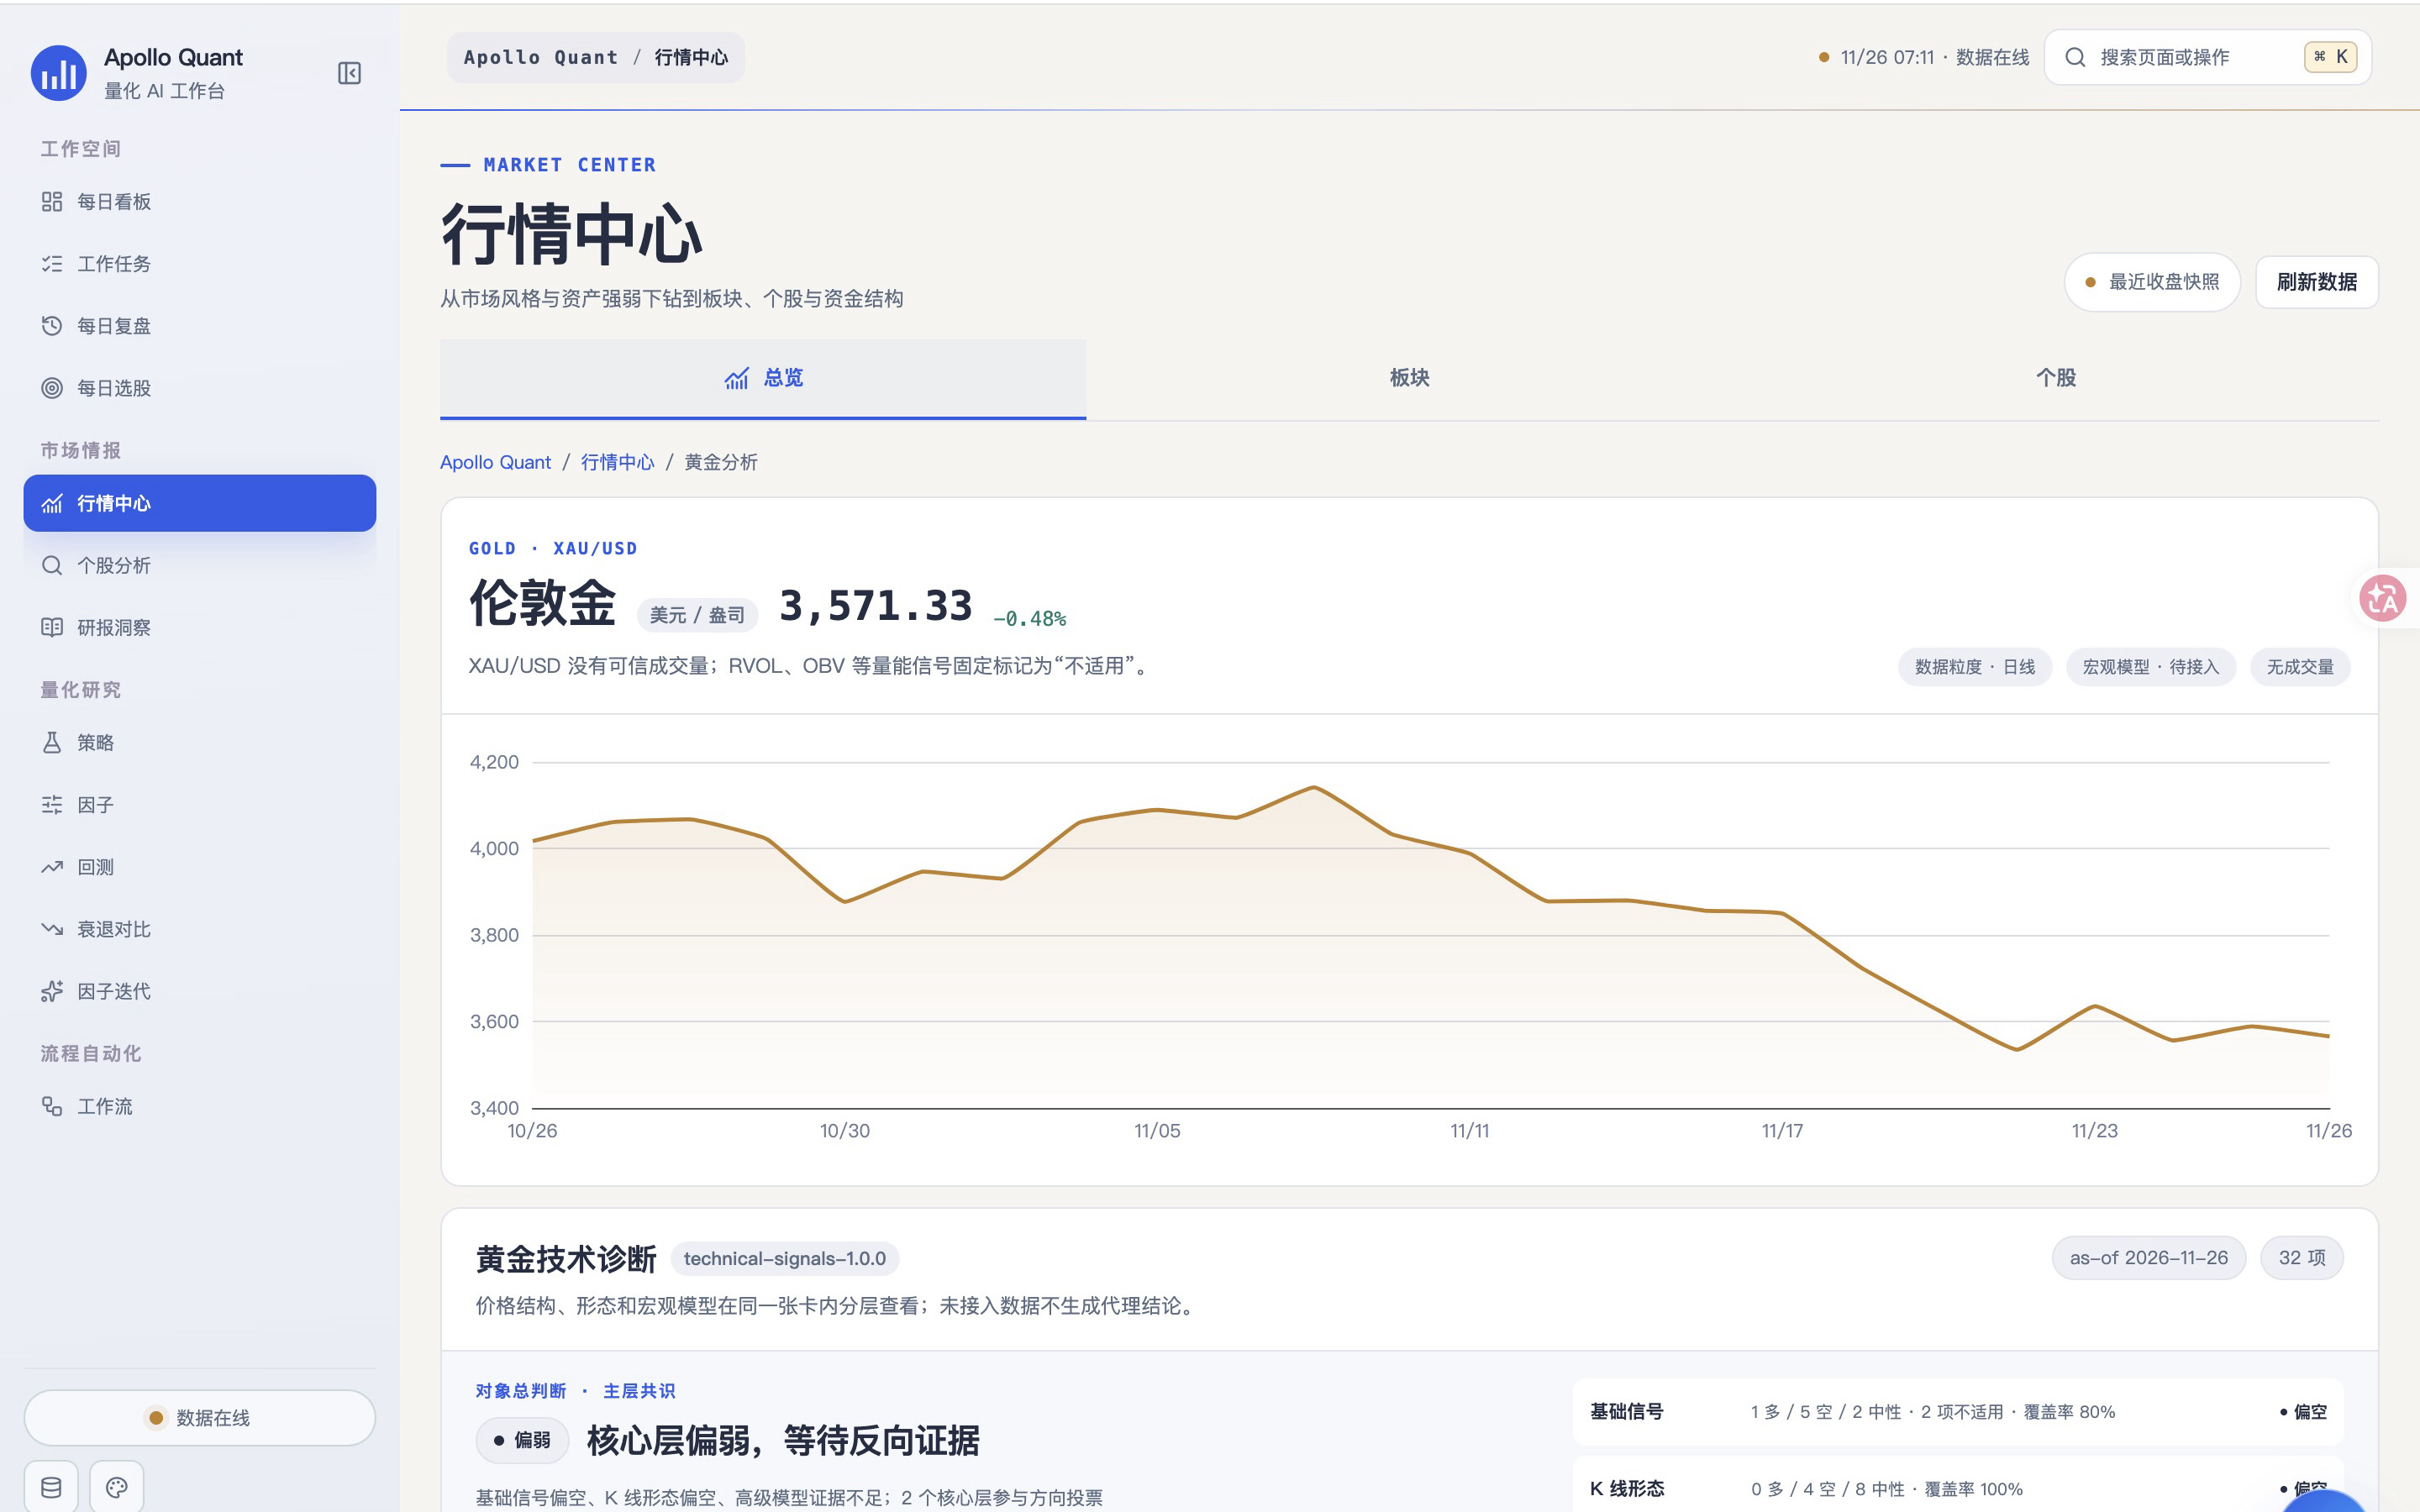 Apollo Quant
量化 AI 工作台
工作空间
每日看板
工作任务
每日复盘
每日选股
市场情报
行情中心
个股分析
研报洞察
量化研究
策略
因子
回测
衰退对比
因子迭代
流程自动化
工作流
数据在线
Apollo Quant / 行情中心
11/26 07:11 · 数据在线
搜索页面或操作
⌘ K
MARKET CENTER
行情中心
从市场风格与资产强弱下钻到板块、个股与资金结构
最近收盘快照
刷新数据
总览
板块
个股
Apollo Quant / 行情中心 / 黄金分析
GOLD · XAU/USD
伦敦金 美元 / 盎司 3,571.33 -0.48%
XAU/USD 没有可信成交量；RVOL、OBV 等量能信号固定标记为“不适用”。
数据粒度 · 日线
宏观模型 · 待接入
无成交量
4,200
4,000
3,800
3,600
3,400
10/26 10/30 11/05 11/11 11/17 11/23 11/26
黄金技术诊断 technical-signals-1.0.0
as-of 2026-11-26
32 项
价格结构、形态和宏观模型在同一张卡内分层查看；未接入数据不生成代理结论。
对象总判断 · 主层共识
• 偏弱 核心层偏弱，等待反向证据
基础信号偏空、K 线形态偏空、高级模型证据不足；2 个核心层参与方向投票
基础信号 1 多 / 5 空 / 2 中性 · 2 项不适用 · 覆盖率 80% • 偏空
K 线形态 0 多 / 4 空 / 8 中性 · 覆盖率 100% • 偏空